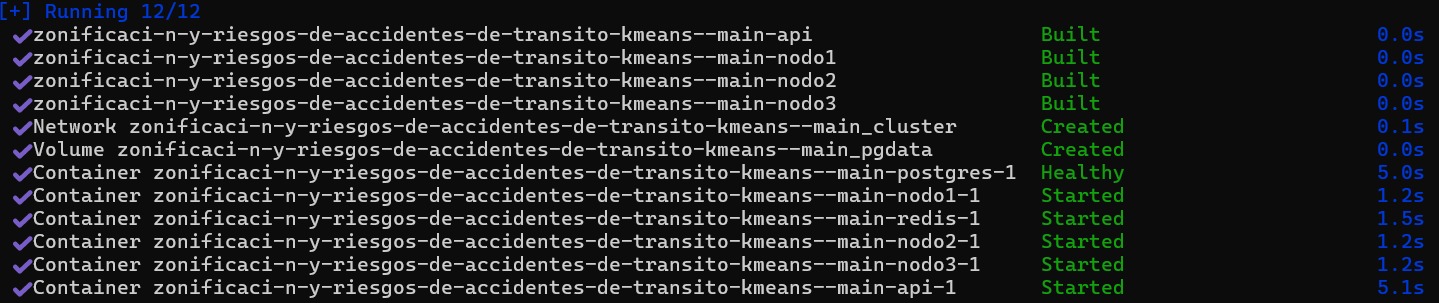 [+] Running 12/12
✔zonificaci-n-y-riesgos-de-accidentes-de-transito-kmeans--main-api Built 0.0s
✔zonificaci-n-y-riesgos-de-accidentes-de-transito-kmeans--main-nodo1 Built 0.0s
✔zonificaci-n-y-riesgos-de-accidentes-de-transito-kmeans--main-nodo2 Built 0.0s
✔zonificaci-n-y-riesgos-de-accidentes-de-transito-kmeans--main-nodo3 Built 0.0s
✔Network zonificaci-n-y-riesgos-de-accidentes-de-transito-kmeans--main_cluster Created 0.1s
✔Volume zonificaci-n-y-riesgos-de-accidentes-de-transito-kmeans--main_pgdata Created 0.0s
✔Container zonificaci-n-y-riesgos-de-accidentes-de-transito-kmeans--main-postgres-1 Healthy 5.0s
✔Container zonificaci-n-y-riesgos-de-accidentes-de-transito-kmeans--main-nodo1-1 Started 1.2s
✔Container zonificaci-n-y-riesgos-de-accidentes-de-transito-kmeans--main-redis-1 Started 1.5s
✔Container zonificaci-n-y-riesgos-de-accidentes-de-transito-kmeans--main-nodo2-1 Started 1.2s
✔Container zonificaci-n-y-riesgos-de-accidentes-de-transito-kmeans--main-nodo3-1 Started 1.2s
✔Container zonificaci-n-y-riesgos-de-accidentes-de-transito-kmeans--main-api-1 Started 5.1s